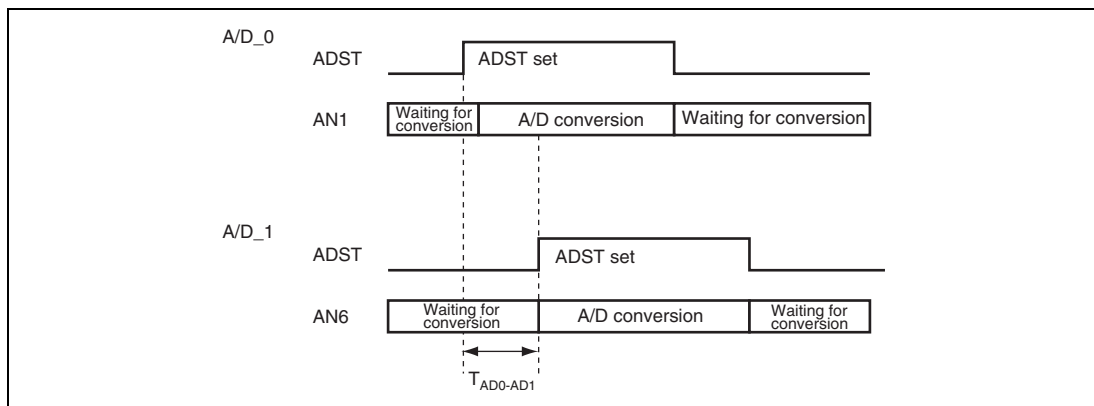 A/D_0
ADST
ADST set
AN1
Waiting for
conversion
A/D conversion
Waiting for conversion
A/D_1
ADST
ADST set
AN6
Waiting for
conversion
A/D conversion
Waiting for
conversion
TAD0-AD1